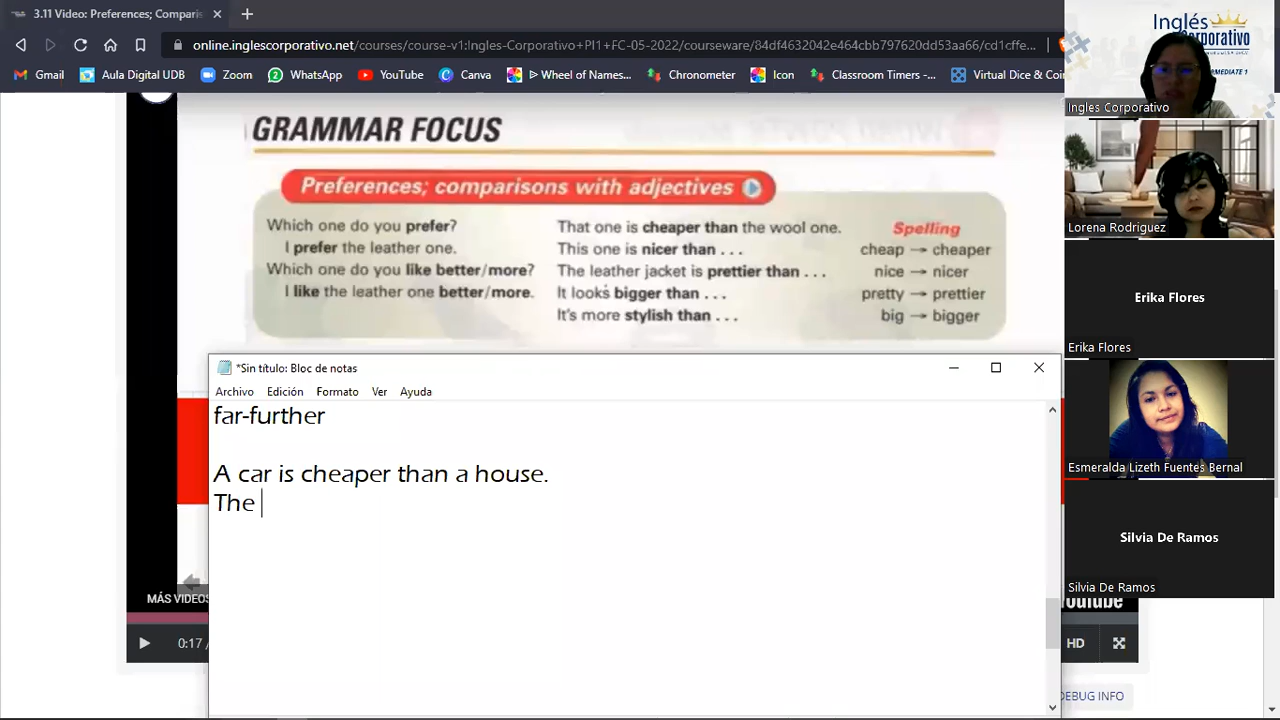 3.11 Video: Preferences; Comparis
online.inglescorporativo.net/courses/course-v1:Ingles-Corporativo+PI1+FC-05-2022/courseware/84df4632042e464cbb797620dd53aa66/cd1cffe...
Gmail
Aula Digital UDB
Zoom
WhatsApp
YouTube
Canva
▷ Wheel of Names...
Chronometer
Icon
Classroom Timers -...
Virtual Dice & Coi
GRAMMAR FOCUS
Preferences; comparisons with adjectives
Which one do you prefer?
I prefer the leather one.
Which one do you like better/more?
I like the leather one better/more.
That one is cheaper than the wool one.
This one is nicer than . . .
The leather jacket is prettier than . . .
It looks bigger than . . .
It's more stylish than . . .
Spelling
cheap → cheaper
nice → nicer
pretty → prettier
big → bigger
*Sin título: Bloc de notas
Archivo
Edición
Formato
Ver
Ayuda
far-further
A car is cheaper than a house.
The
MÁS VIDEOS
0:17 /
YouTube
HD
DEBUG INFO
Inglés
Corporativo
Ingles Corporativo
Lorena Rodriguez
Erika Flores
Erika Flores
Esmeralda Lizeth Fuentes Bernal
Silvia De Ramos
Silvia De Ramos